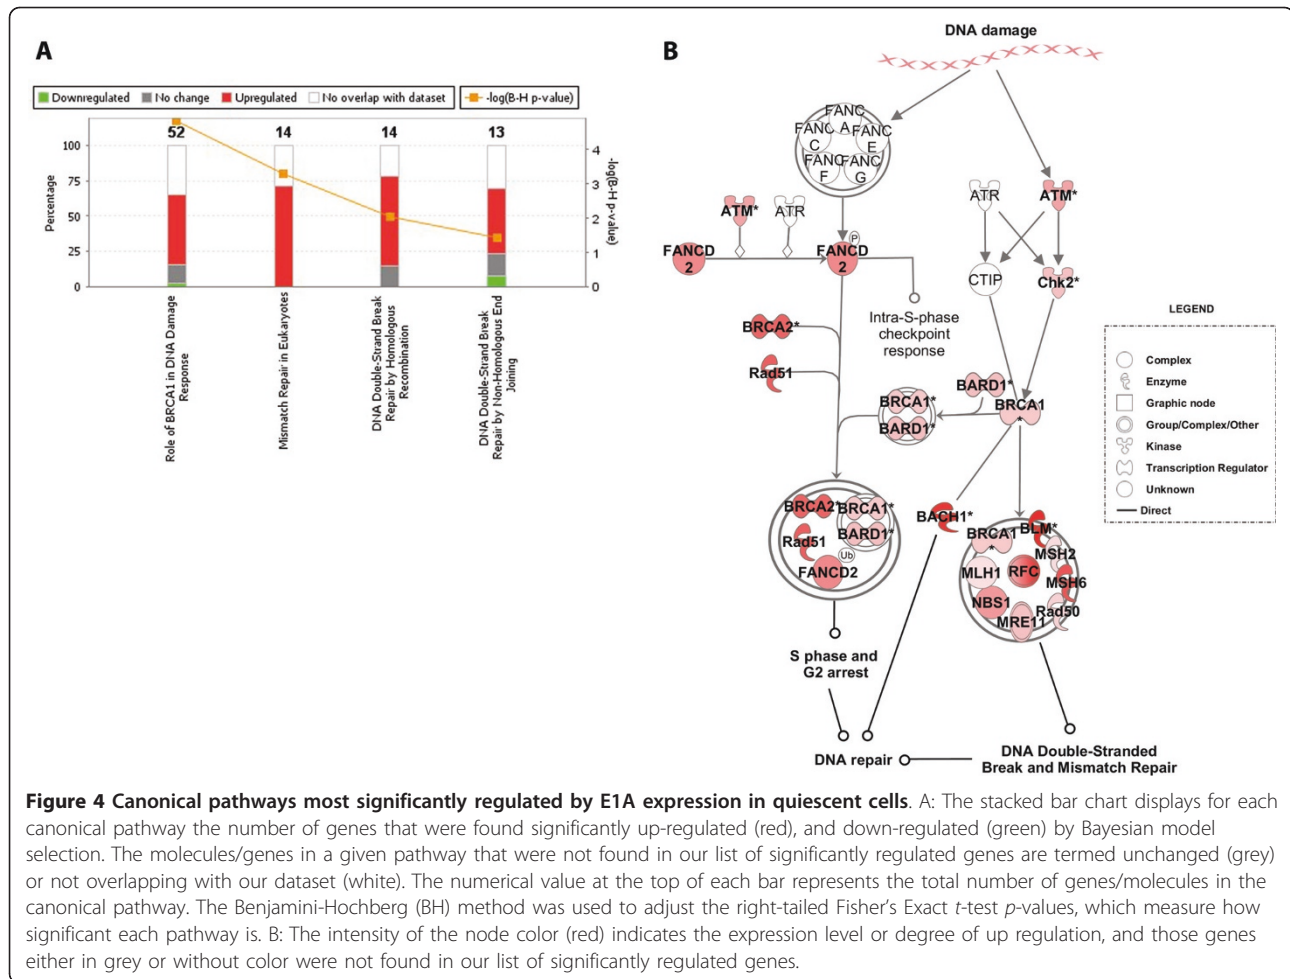 A
Downregulated No change Upregulated No overlap with dataset -log(B-H p-value)
52 14 14 13
100
75
50
25
0
Percentage
4
3
2
1
0
-log(B-H p-value)
Role of BRCA1 in DNA Damage
Response
Mismatch Repair in Eukaryotes
DNA Double-Strand Break
Repair by Homologous
Recombination
DNA Double-Strand Break
Repair by Non-Homologous End
Joining
B
DNA damage
FANC
A
FANC
C
FANC
E
FANC
F
FANC
G
ATM*
ATR
ATR
ATM*
FANCD
2
P
FANCD
2
CTIP
Chk2*
Intra-S-phase
checkpoint
response
BRCA2*
Rad51
BARD1*
BRCA1
*
BRCA1*
BARD1*
BRCA2*
BRCA1*
BARD1*
Rad51
Ub
FANCD2
BACH1*
BLM*
BRCA1
*
MSH2
MLH1
RFC
MSH6
NBS1
Rad50
MRE11
S phase and
G2 arrest
DNA repair
DNA Double-Stranded
Break and Mismatch Repair
LEGEND
Complex
Enzyme
Graphic node
Group/Complex/Other
Kinase
Transcription Regulator
Unknown
Direct
Figure 4 Canonical pathways most significantly regulated by E1A expression in quiescent cells. A: The stacked bar chart displays for each
canonical pathway the number of genes that were found significantly up-regulated (red), and down-regulated (green) by Bayesian model
selection. The molecules/genes in a given pathway that were not found in our list of significantly regulated genes are termed unchanged (grey)
or not overlapping with our dataset (white). The numerical value at the top of each bar represents the total number of genes/molecules in the
canonical pathway. The Benjamini-Hochberg (BH) method was used to adjust the right-tailed Fisher's Exact t-test p-values, which measure how
significant each pathway is. B: The intensity of the node color (red) indicates the expression level or degree of up regulation, and those genes
either in grey or without color were not found in our list of significantly regulated genes.